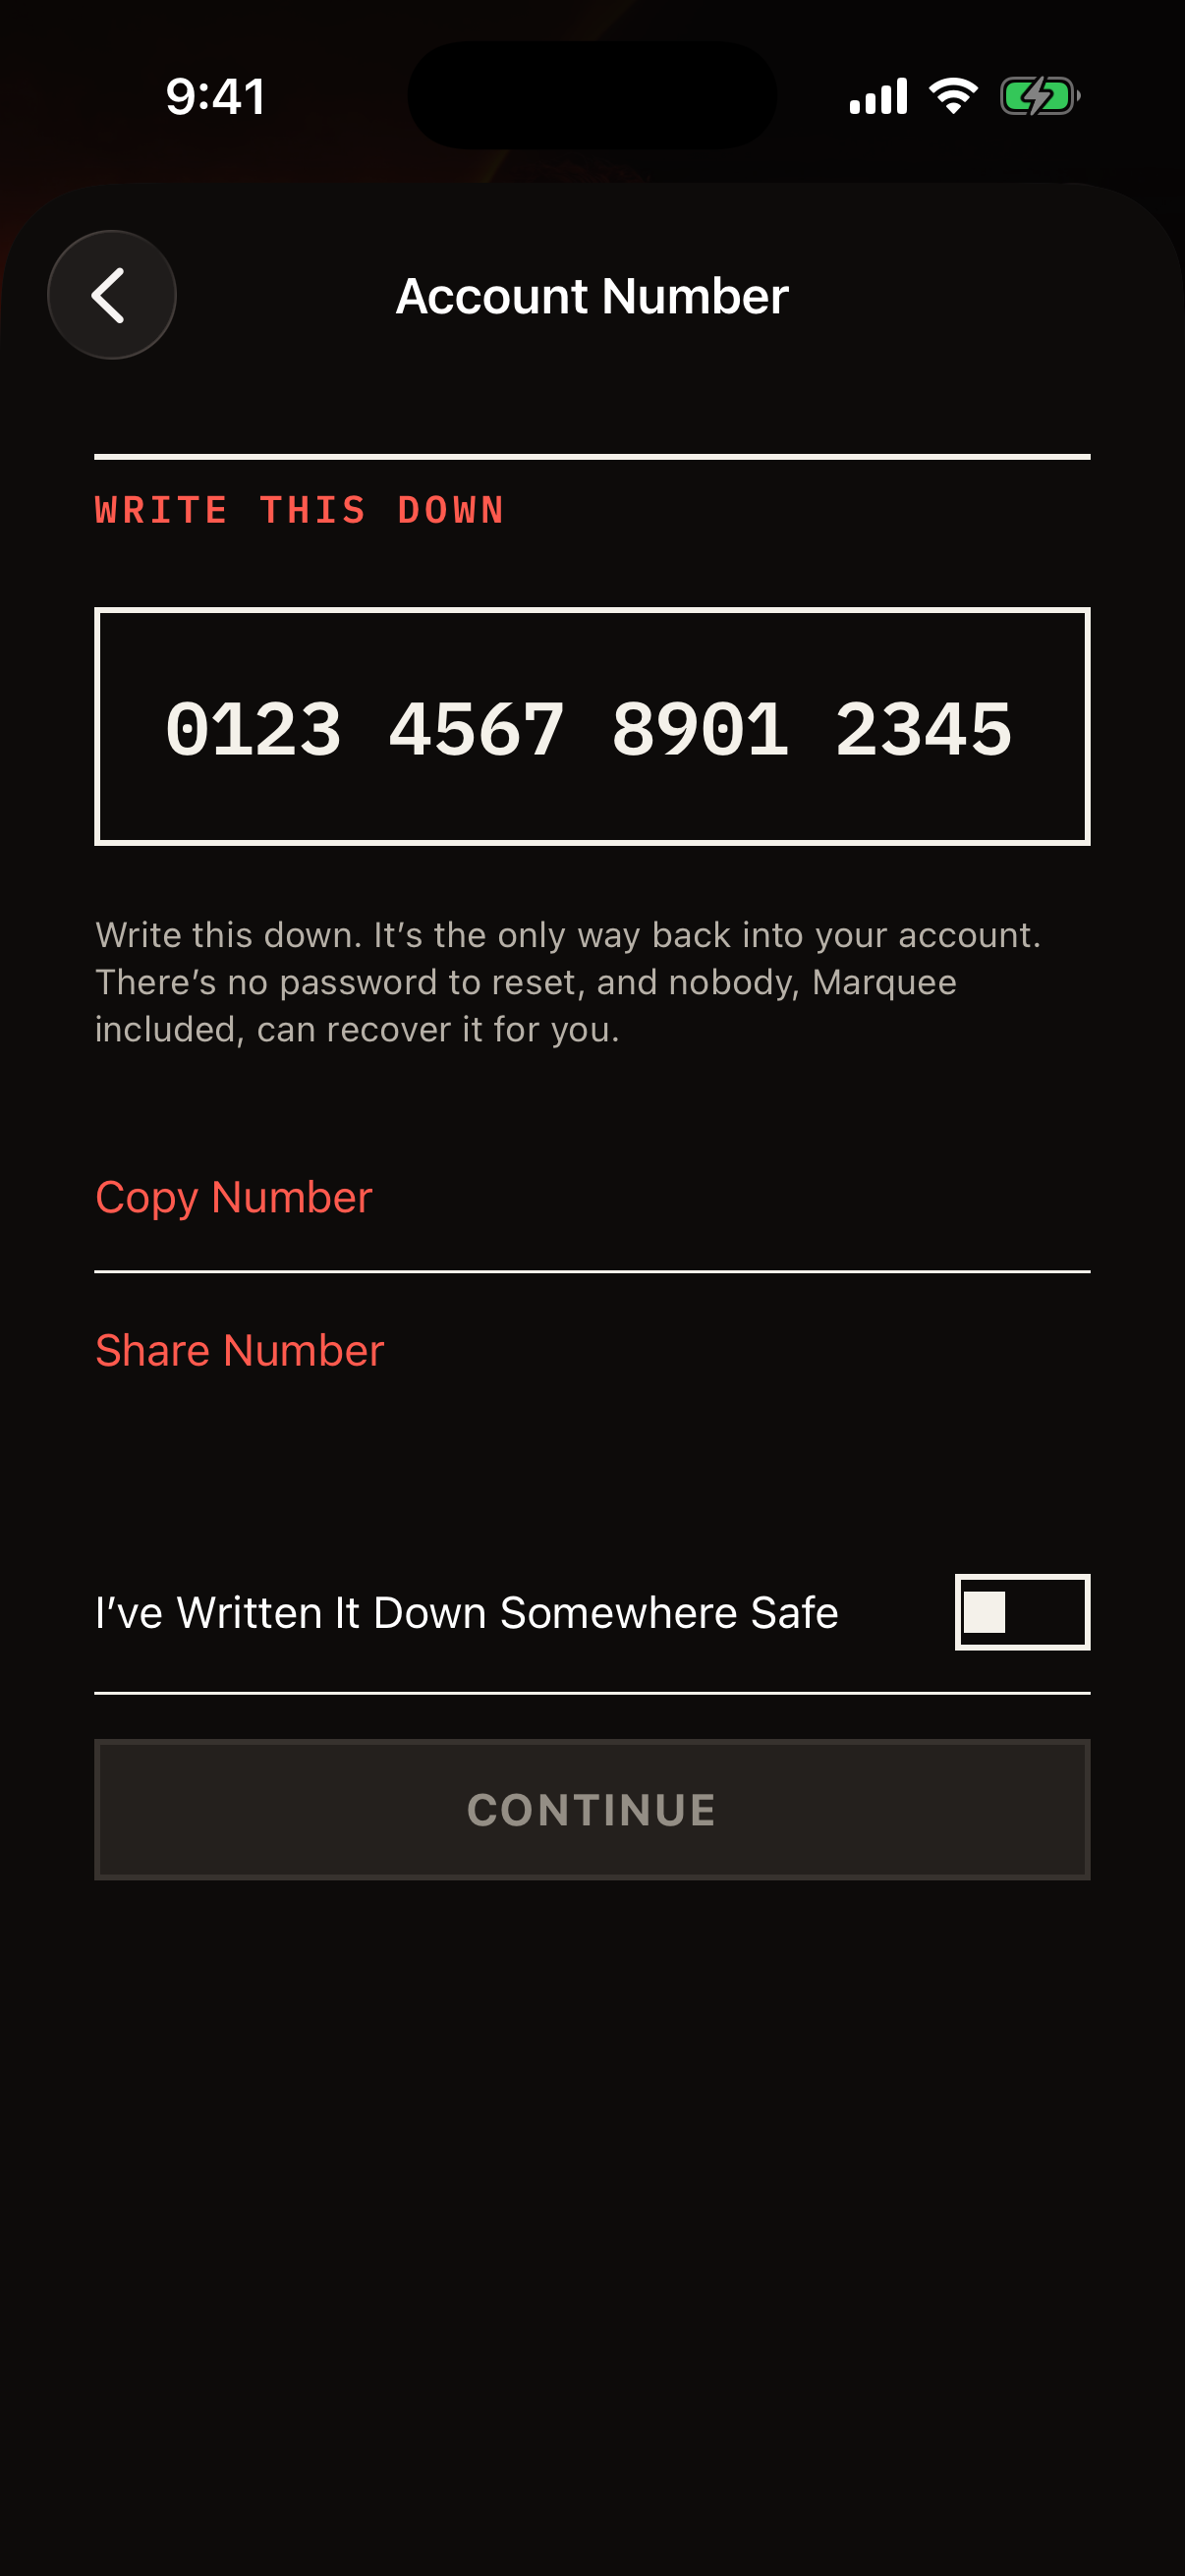 9:41
Account Number
WRITE THIS DOWN
0123 4567 8901 2345
Write this down. It’s the only way back into your account.
There’s no password to reset, and nobody, Marquee
included, can recover it for you.
Copy Number
Share Number
I’ve Written It Down Somewhere Safe
CONTINUE